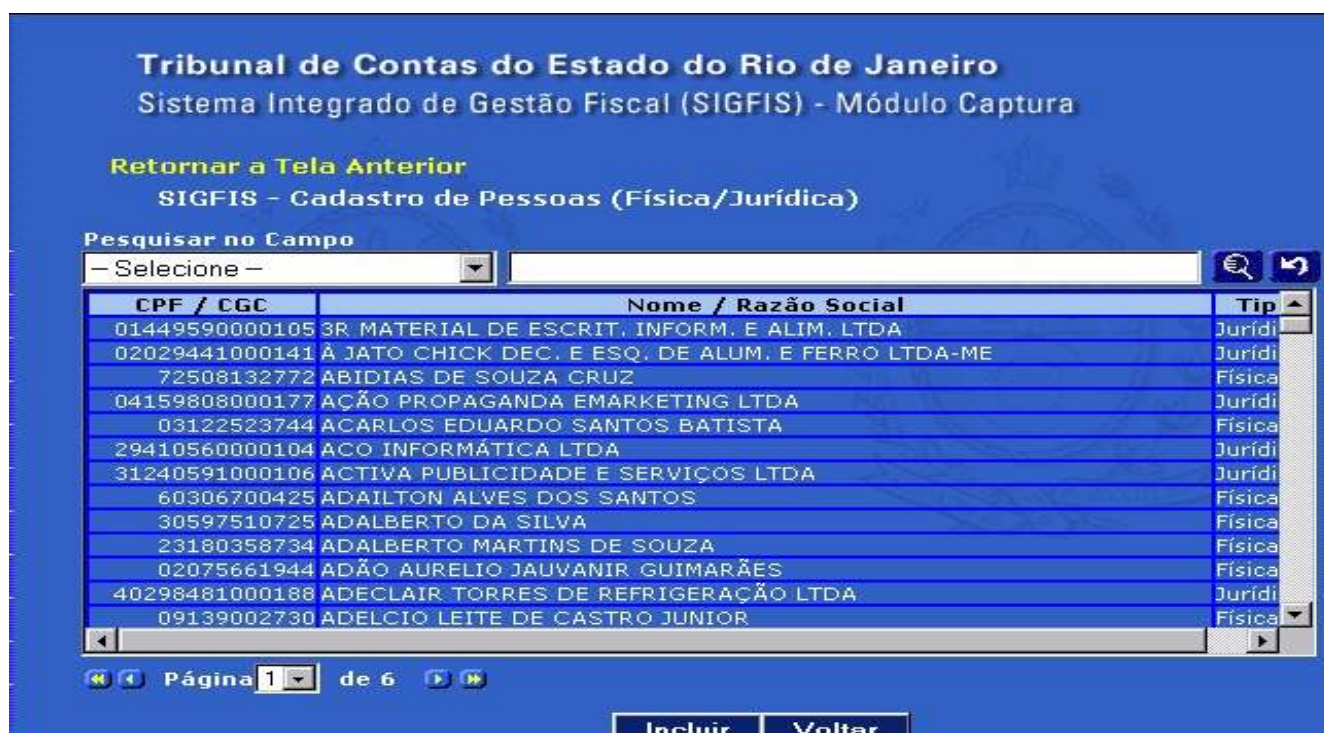 Tribunal de Contas do Estado do Rio de Janeiro
Sistema Integrado de Gestão Fiscal (SIGFIS) - Módulo Captura
Retornar a Tela Anterior
SIGFIS - Cadastro de Pessoas (Física/Jurídica)
Pesquisar no Campo
– Selecione –
CPF / CGC Nome / Razão Social Tip
01449590000105 3R MATERIAL DE ESCRIT. INFORM. E ALIM. LTDA Jurídi
02029441000141 À JATO CHICK DEC. E ESQ. DE ALUM. E FERRO LTDA-ME Jurídi
72508132772 ABIDIAS DE SOUZA CRUZ Física
04159808000177 AÇÃO PROPAGANDA EMARKETING LTDA Jurídi
03122523744 ACARLOS EDUARDO SANTOS BATISTA Física
29410560000104 ACO INFORMÁTICA LTDA Jurídi
31240591000106 ACTIVA PUBLICIDADE E SERVIÇOS LTDA Jurídi
60306700425 ADAILTON ALVES DOS SANTOS Física
30597510725 ADALBERTO DA SILVA Física
23180358734 ADALBERTO MARTINS DE SOUZA Física
02075661944 ADÃO AURELIO JAUVANIR GUIMARÃES Física
40298481000188 ADECLAIR TORRES DE REFRIGERAÇÃO LTDA Jurídi
09139002730 ADELCIO LEITE DE CASTRO JUNIOR Física
Página 1 de 6
Incluir Voltar